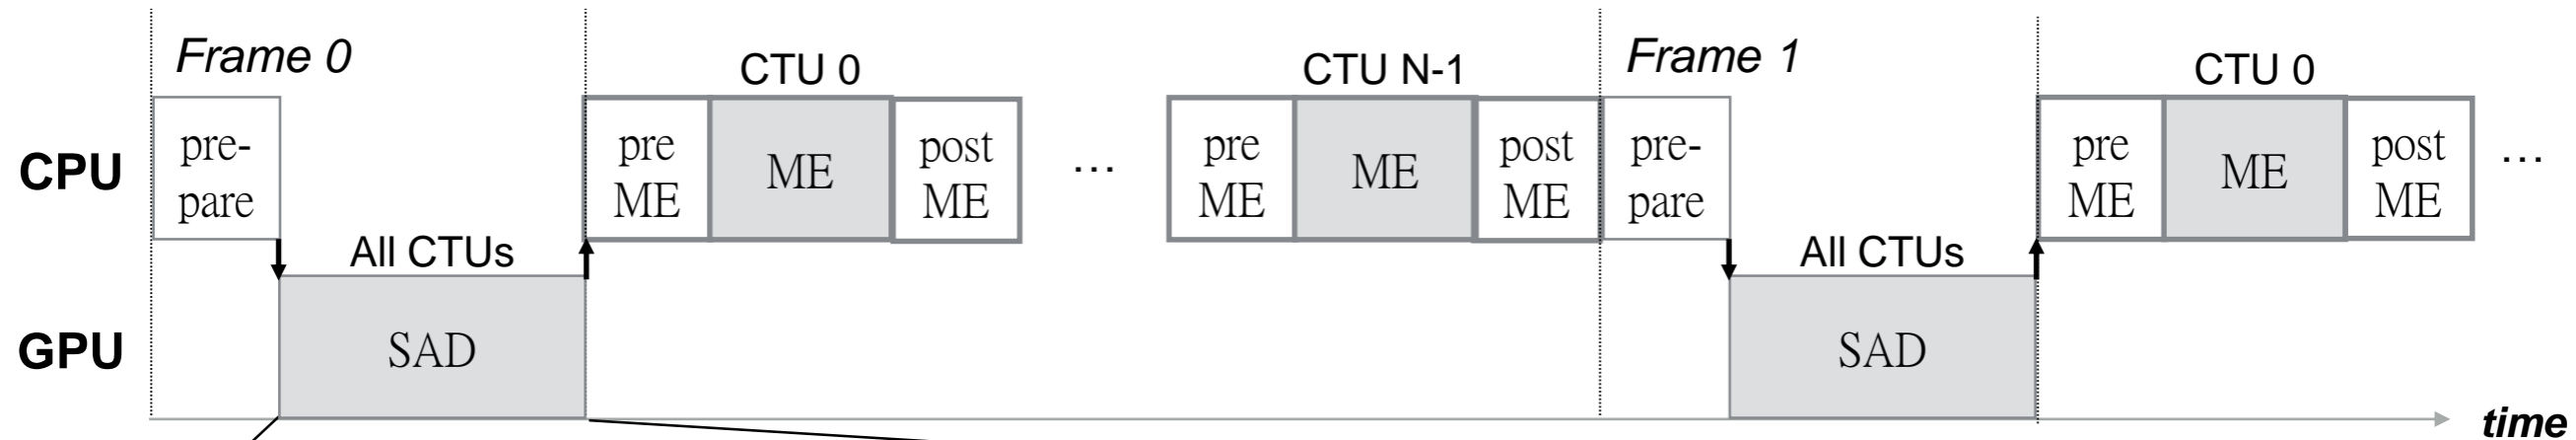 Frame 0
CTU 0
CTU N-1
Frame 1
CTU 0
CPU
pre-
pare
pre
ME
ME
post
ME
...
pre
ME
ME
post
ME
pre-
pare
pre
ME
ME
post
ME
...
All CTUs
All CTUs
GPU
SAD
SAD
time